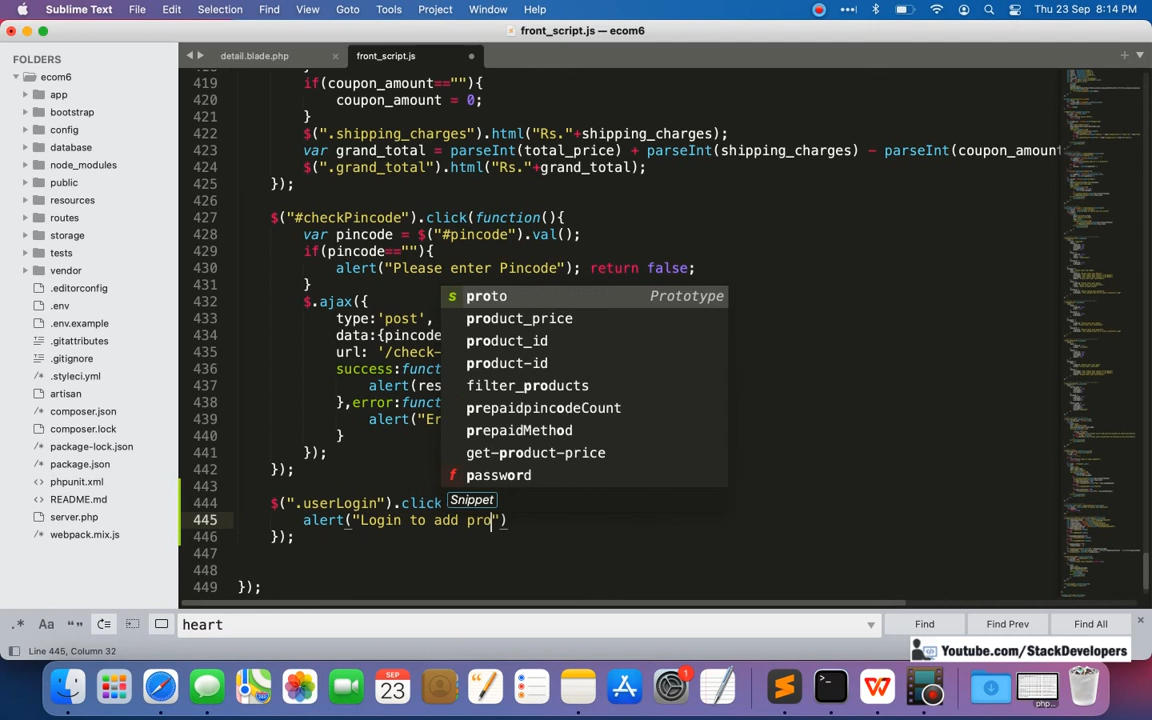 Sublime Text File Edit Selection Find View Goto Tools Project Window Help Thu 23 Sep 8:14 PM
front_script.js — ecom6
FOLDERS
ecom6
app
bootstrap
config
database
node_modules
public
resources
routes
storage
tests
vendor
.editorconfig
.env
.env.example
.gitattributes
.gitignore
.styleci.yml
artisan
composer.json
composer.lock
package-lock.json
package.json
phpunit.xml
README.md
server.php
webpack.mix.js
detail.blade.php front_script.js
419 if(coupon_amount==""){
420 coupon_amount = 0;
421 }
422 $(".shipping_charges").html("Rs."+shipping_charges);
423 var grand_total = parseInt(total_price) + parseInt(shipping_charges) - parseInt(coupon_amount
424 $(".grand_total").html("Rs."+grand_total);
425 });
426
427 $("#checkPincode").click(function(){
428 var pincode = $("#pincode").val();
429 if(pincode==""){
430 alert("Please enter Pincode"); return false;
431 }
432 $.ajax({
433 type:'post',
434 data:{pincode
435 url: '/check-
436 success:funct
437 alert(res
438 },error:funct
439 alert("Er
440 }
441 });
442 });
443
444 $(".userLogin").click
445 alert("Login to add pro")
446 });
447
448
449 });
s proto Prototype
product_price
product_id
product-id
filter_products
prepaidpincodeCount
prepaidMethod
get-product-price
f password
Snippet
.* Aa “” heart Find Find Prev Find All
Line 445, Column 32
Youtube.com/StackDevelopers
SEP
23
1
php...